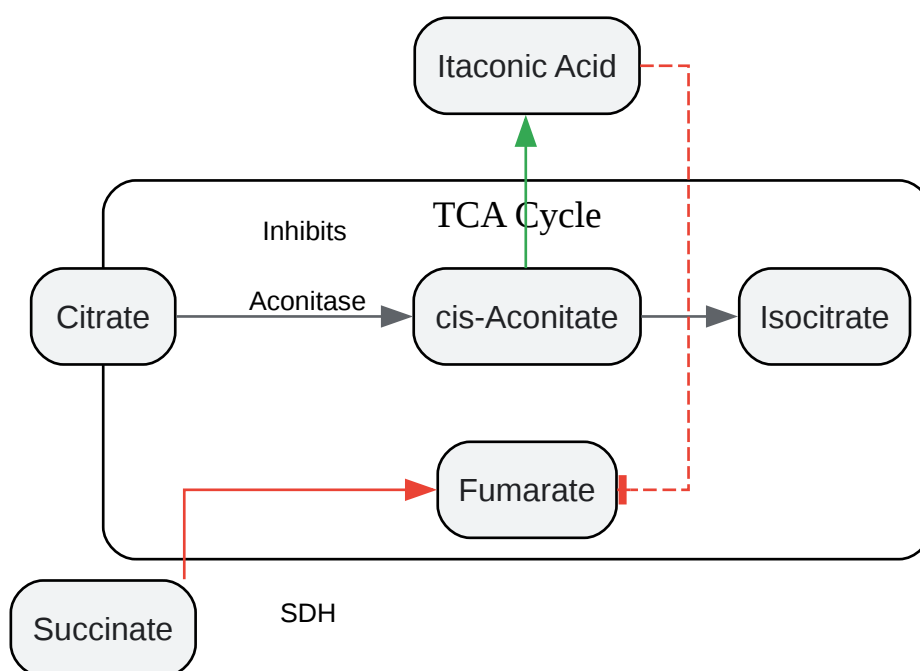 Itaconic Acid
TCA Cycle
Inhibits
Citrate
Aconitase
cis-Aconitate
Isocitrate
Fumarate
Succinate
SDH